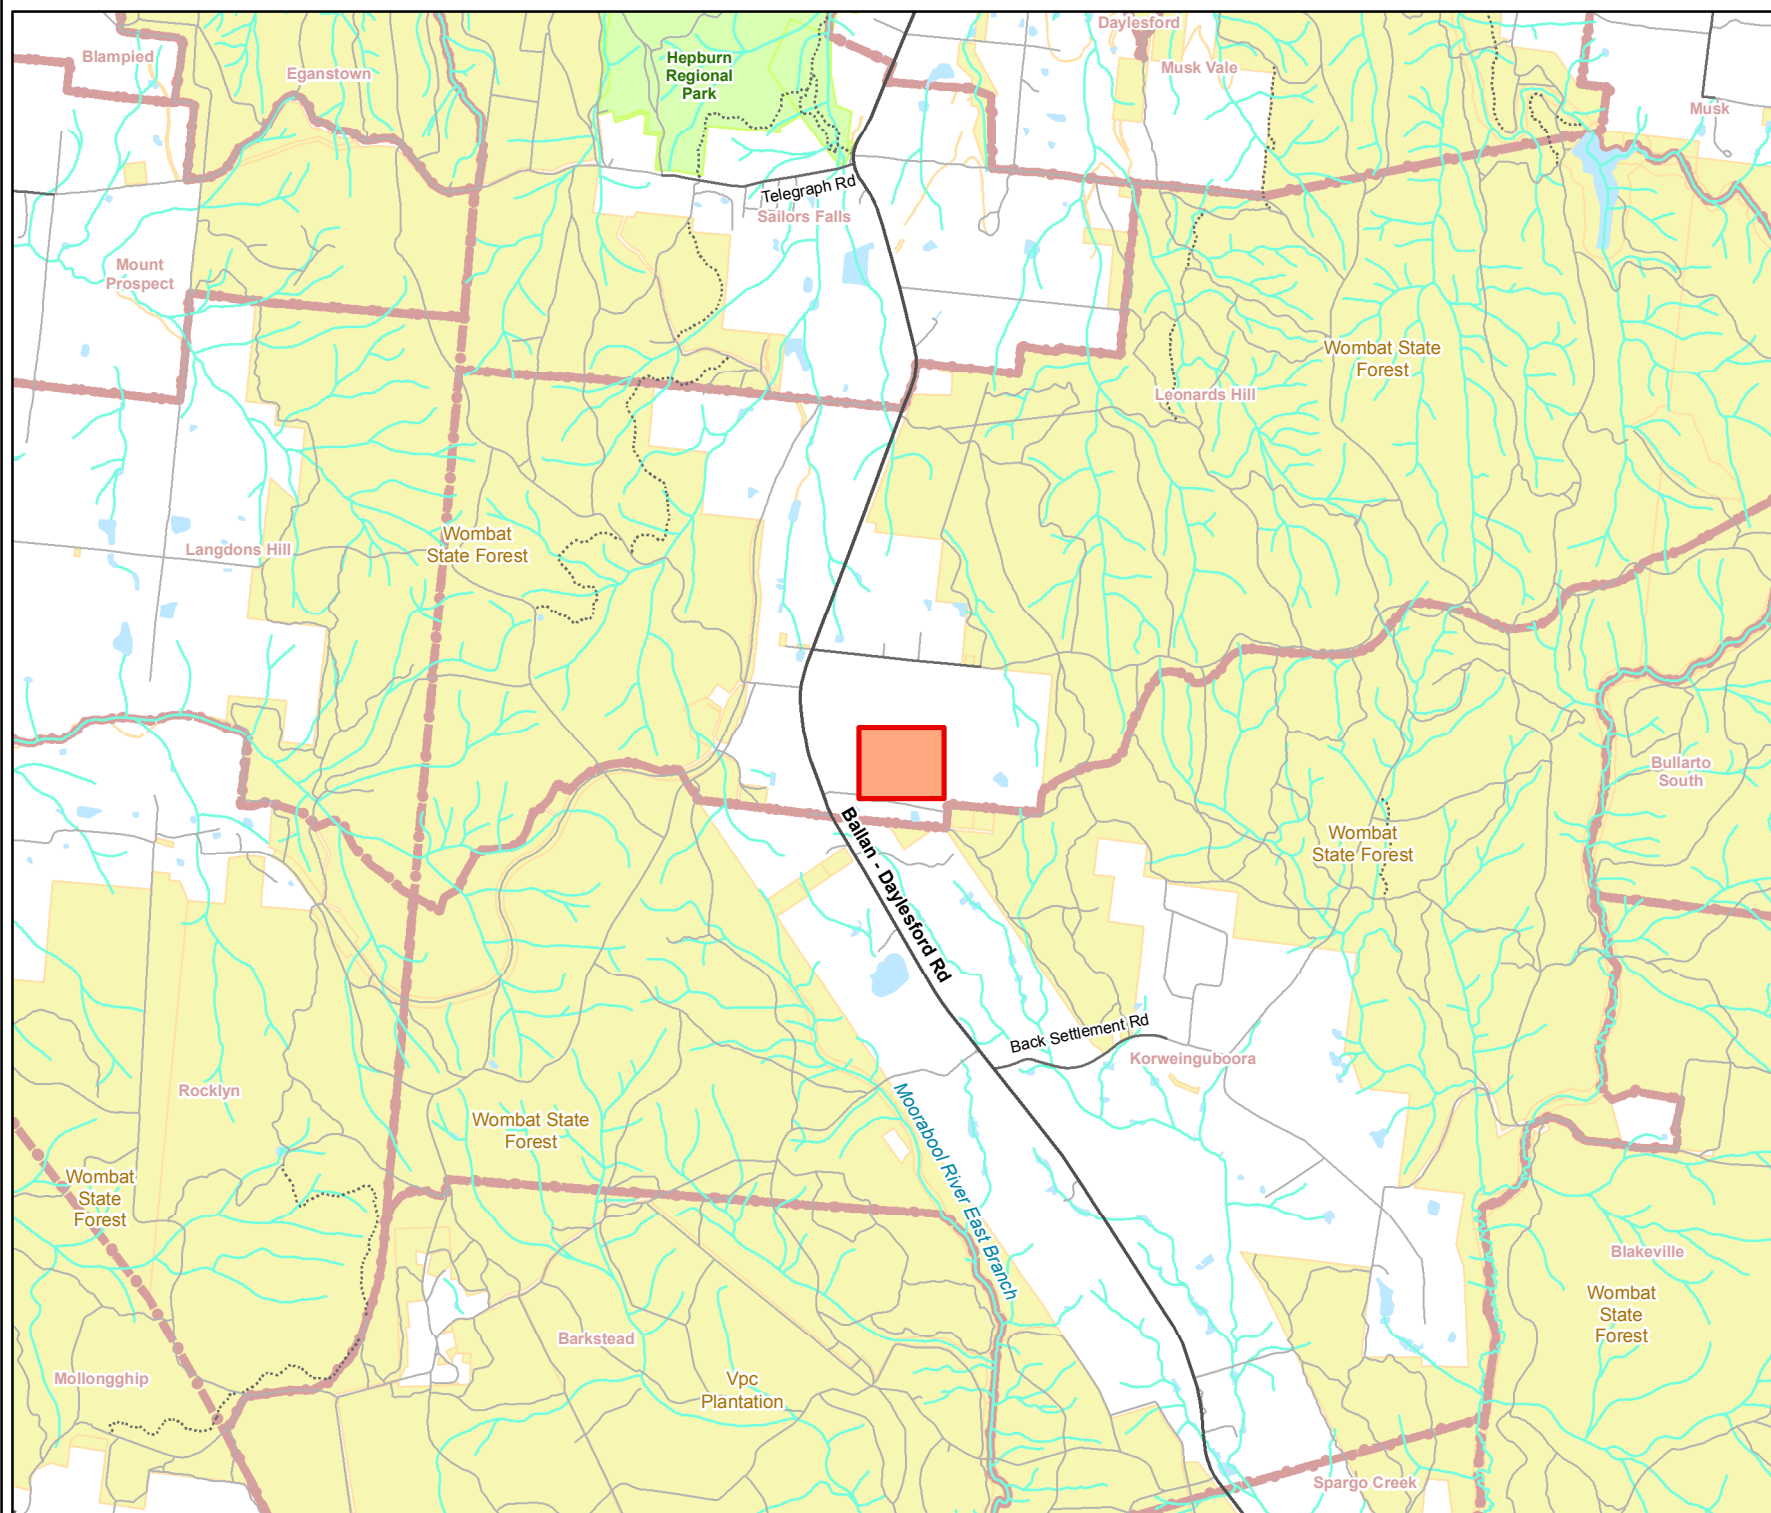 Daylesford
Blampied
Eganstown
Hepburn
Regional
Park
Musk Vale
Musk
Telegraph Rd
Sailors Falls
Mount
Prospect
Wombat State
Forest
Leonards Hill
Wombat
State Forest
Langdons Hill
Bullarto
South
Wombat
State Forest
Ballan - Daylesford Rd
Back Settlement Rd
Korweinguboora
Rocklyn
Moorabool River East Branch
Wombat State
Forest
Wombat
State
Forest
Blakeville
Wombat
State
Forest
Barkstead
Mollongghip
Vpc
Plantation
Spargo Creek